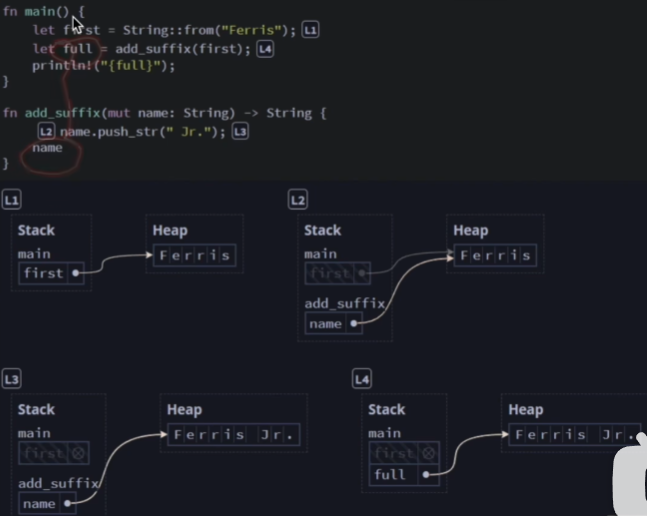 fn main() {
let first = String::from("Ferris"); L1
let full = add_suffix(first); L4
println!("{full}");
}
fn add_suffix(mut name: String) -> String {
L2 name.push_str(" Jr."); L3
name
}
L1
Stack Heap
main
first Ferris
L2
Stack Heap
main
first Ferris
add_suffix
name
L3
Stack Heap
main
first Ferris Jr.
add_suffix
name
L4
Stack Heap
main
first Ferris Jr.
full